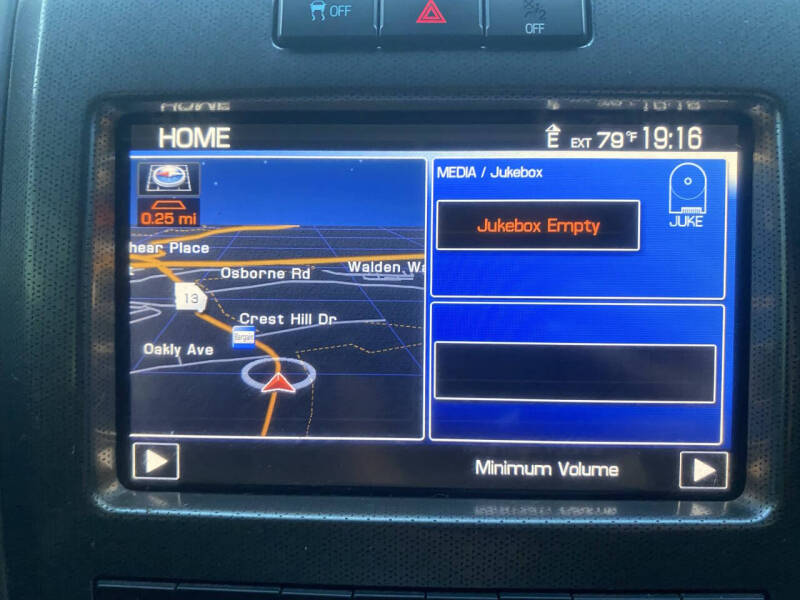 OFF
OFF
HOME
E EXT 79°F 19:16
0.25 mi
hear Place
Osborne Rd
Walden Wa
13
Crest Hill Dr
Bargain
Oakly Ave
MEDIA / Jukebox
Jukebox Empty
JUKE
Minimum Volume